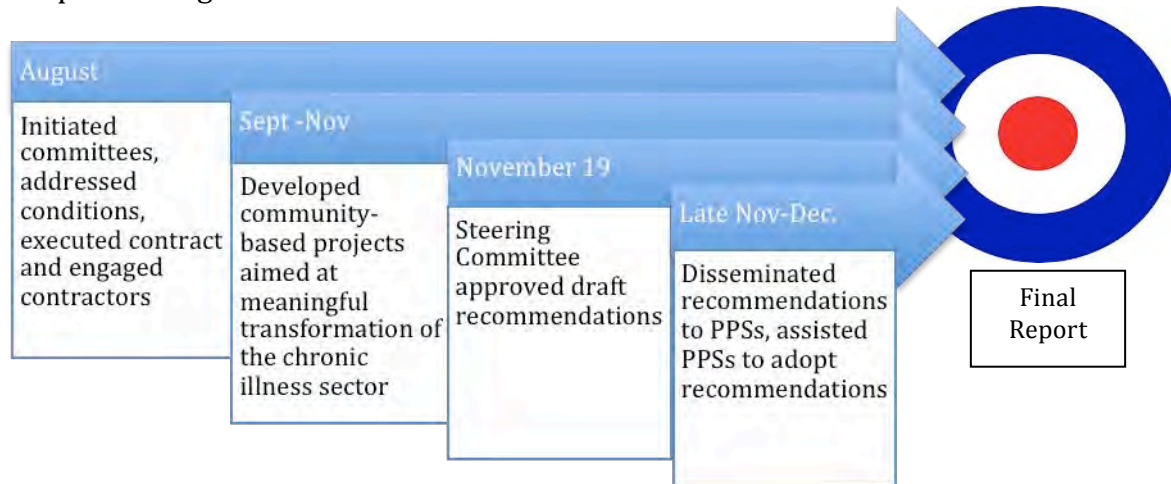 August
Initiated
committees,
addressed
conditions,
executed contract
and engaged
contractors
Sept -Nov
Developed
community-
based projects
aimed at
meaningful
transformation of
the chronic
illness sector
November 19
Steering
Committee
approved draft
recommendations
Late Nov-Dec.
Disseminated
recommendations
to PPSs, assisted
PPSs to adopt
recommendations
Final
Report